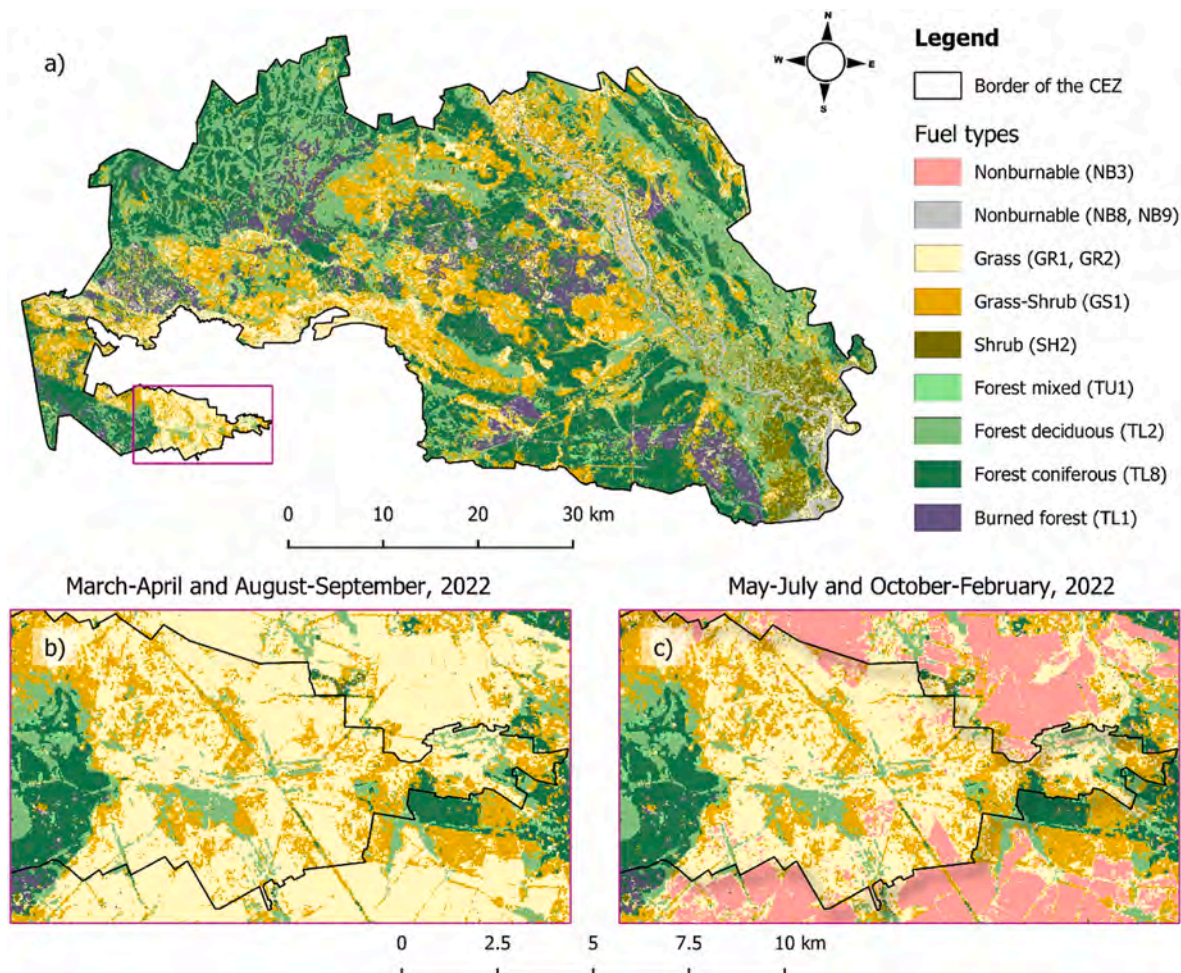 a)
N
W
E
S
Legend
Border of the CEZ
Fuel types
Nonburnable (NB3)
Nonburnable (NB8, NB9)
Grass (GR1, GR2)
Grass-Shrub (GS1)
Shrub (SH2)
Forest mixed (TU1)
Forest deciduous (TL2)
Forest coniferous (TL8)
Burned forest (TL1)
0 10 20 30 km
March-April and August-September, 2022
May-July and October-February, 2022
b)
c)
0 2.5 5 7.5 10 km